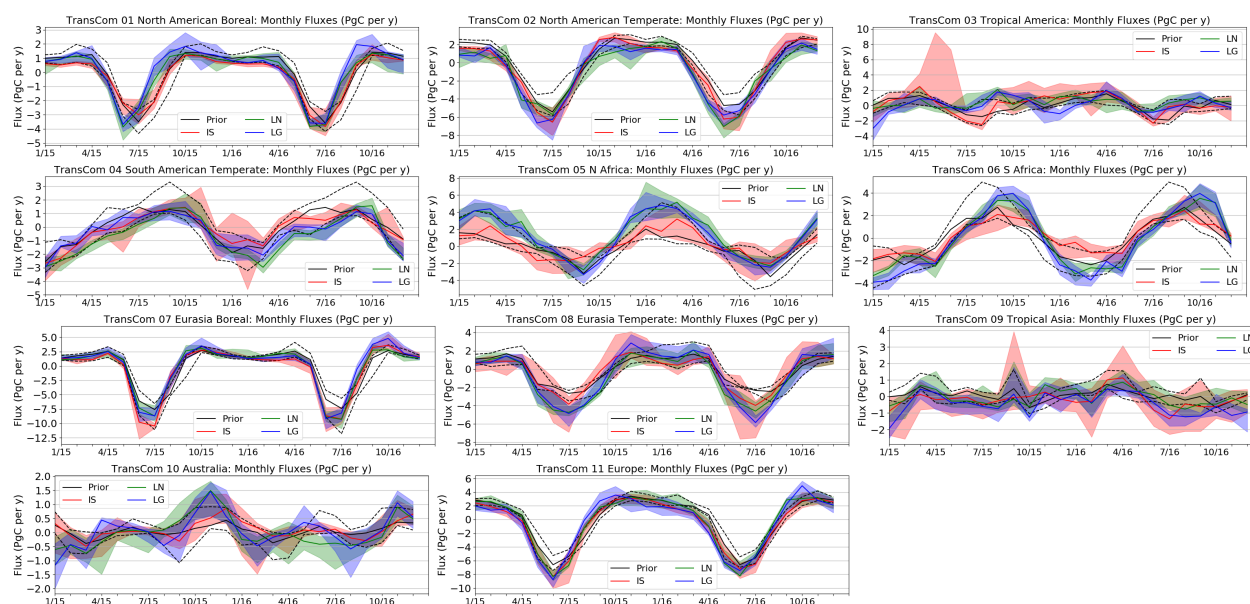 TransCom 01 North American Boreal: Monthly Fluxes (PgC per y)
Flux (PgC per y)
3
2
1
0
−1
−2
−3
−4
−5
Prior LN
IS LG
1/15 4/15 7/15 10/15 1/16 4/16 7/16 10/16
TransCom 02 North American Temperate: Monthly Fluxes (PgC per y)
Flux (PgC per y)
2
0
−2
−4
−6
−8
Prior LN
IS LG
1/15 4/15 7/15 10/15 1/16 4/16 7/16 10/16
TransCom 03 Tropical America: Monthly Fluxes (PgC per y)
Flux (PgC per y)
10
8
6
4
2
0
−2
−4
Prior LN
IS LG
1/15 4/15 7/15 10/15 1/16 4/16 7/16 10/16
TransCom 04 South American Temperate: Monthly Fluxes (PgC per y)
Flux (PgC per y)
3
2
1
0
−1
−2
−3
−4
−5
Prior LN
IS LG
1/15 4/15 7/15 10/15 1/16 4/16 7/16 10/16
TransCom 05 N Africa: Monthly Fluxes (PgC per y)
Flux (PgC per y)
8
6
4
2
0
−2
−4
Prior LN
IS LG
1/15 4/15 7/15 10/15 1/16 4/16 7/16 10/16
TransCom 06 S Africa: Monthly Fluxes (PgC per y)
Flux (PgC per y)
4
2
0
−2
−4
Prior LN
IS LG
1/15 4/15 7/15 10/15 1/16 4/16 7/16 10/16
TransCom 07 Eurasia Boreal: Monthly Fluxes (PgC per y)
Flux (PgC per y)
5.0
2.5
0.0
−2.5
−5.0
−7.5
−10.0
−12.5
Prior LN
IS LG
1/15 4/15 7/15 10/15 1/16 4/16 7/16 10/16
TransCom 08 Eurasia Temperate: Monthly Fluxes (PgC per y)
Flux (PgC per y)
4
2
0
−2
−4
−6
−8
Prior LN
IS LG
1/15 4/15 7/15 10/15 1/16 4/16 7/16 10/16
TransCom 09 Tropical Asia: Monthly Fluxes (PgC per y)
Flux (PgC per y)
4
3
2
1
0
−1
−2
Prior
IS
1/15 4/15 7/15 10/15 1/16 4/16 7/16 10/16
TransCom 10 Australia: Monthly Fluxes (PgC per y)
Flux (PgC per y)
2.0
1.5
1.0
0.5
0.0
−0.5
−1.0
−1.5
−2.0
Prior LN
IS LG
1/15 4/15 7/15 10/15 1/16 4/16 7/16 10/16
TransCom 11 Europe: Monthly Fluxes (PgC per y)
Flux (PgC per y)
6
4
2
0
−2
−4
−6
−8
−10
Prior LN
IS LG
1/15 4/15 7/15 10/15 1/16 4/16 7/16 10/16